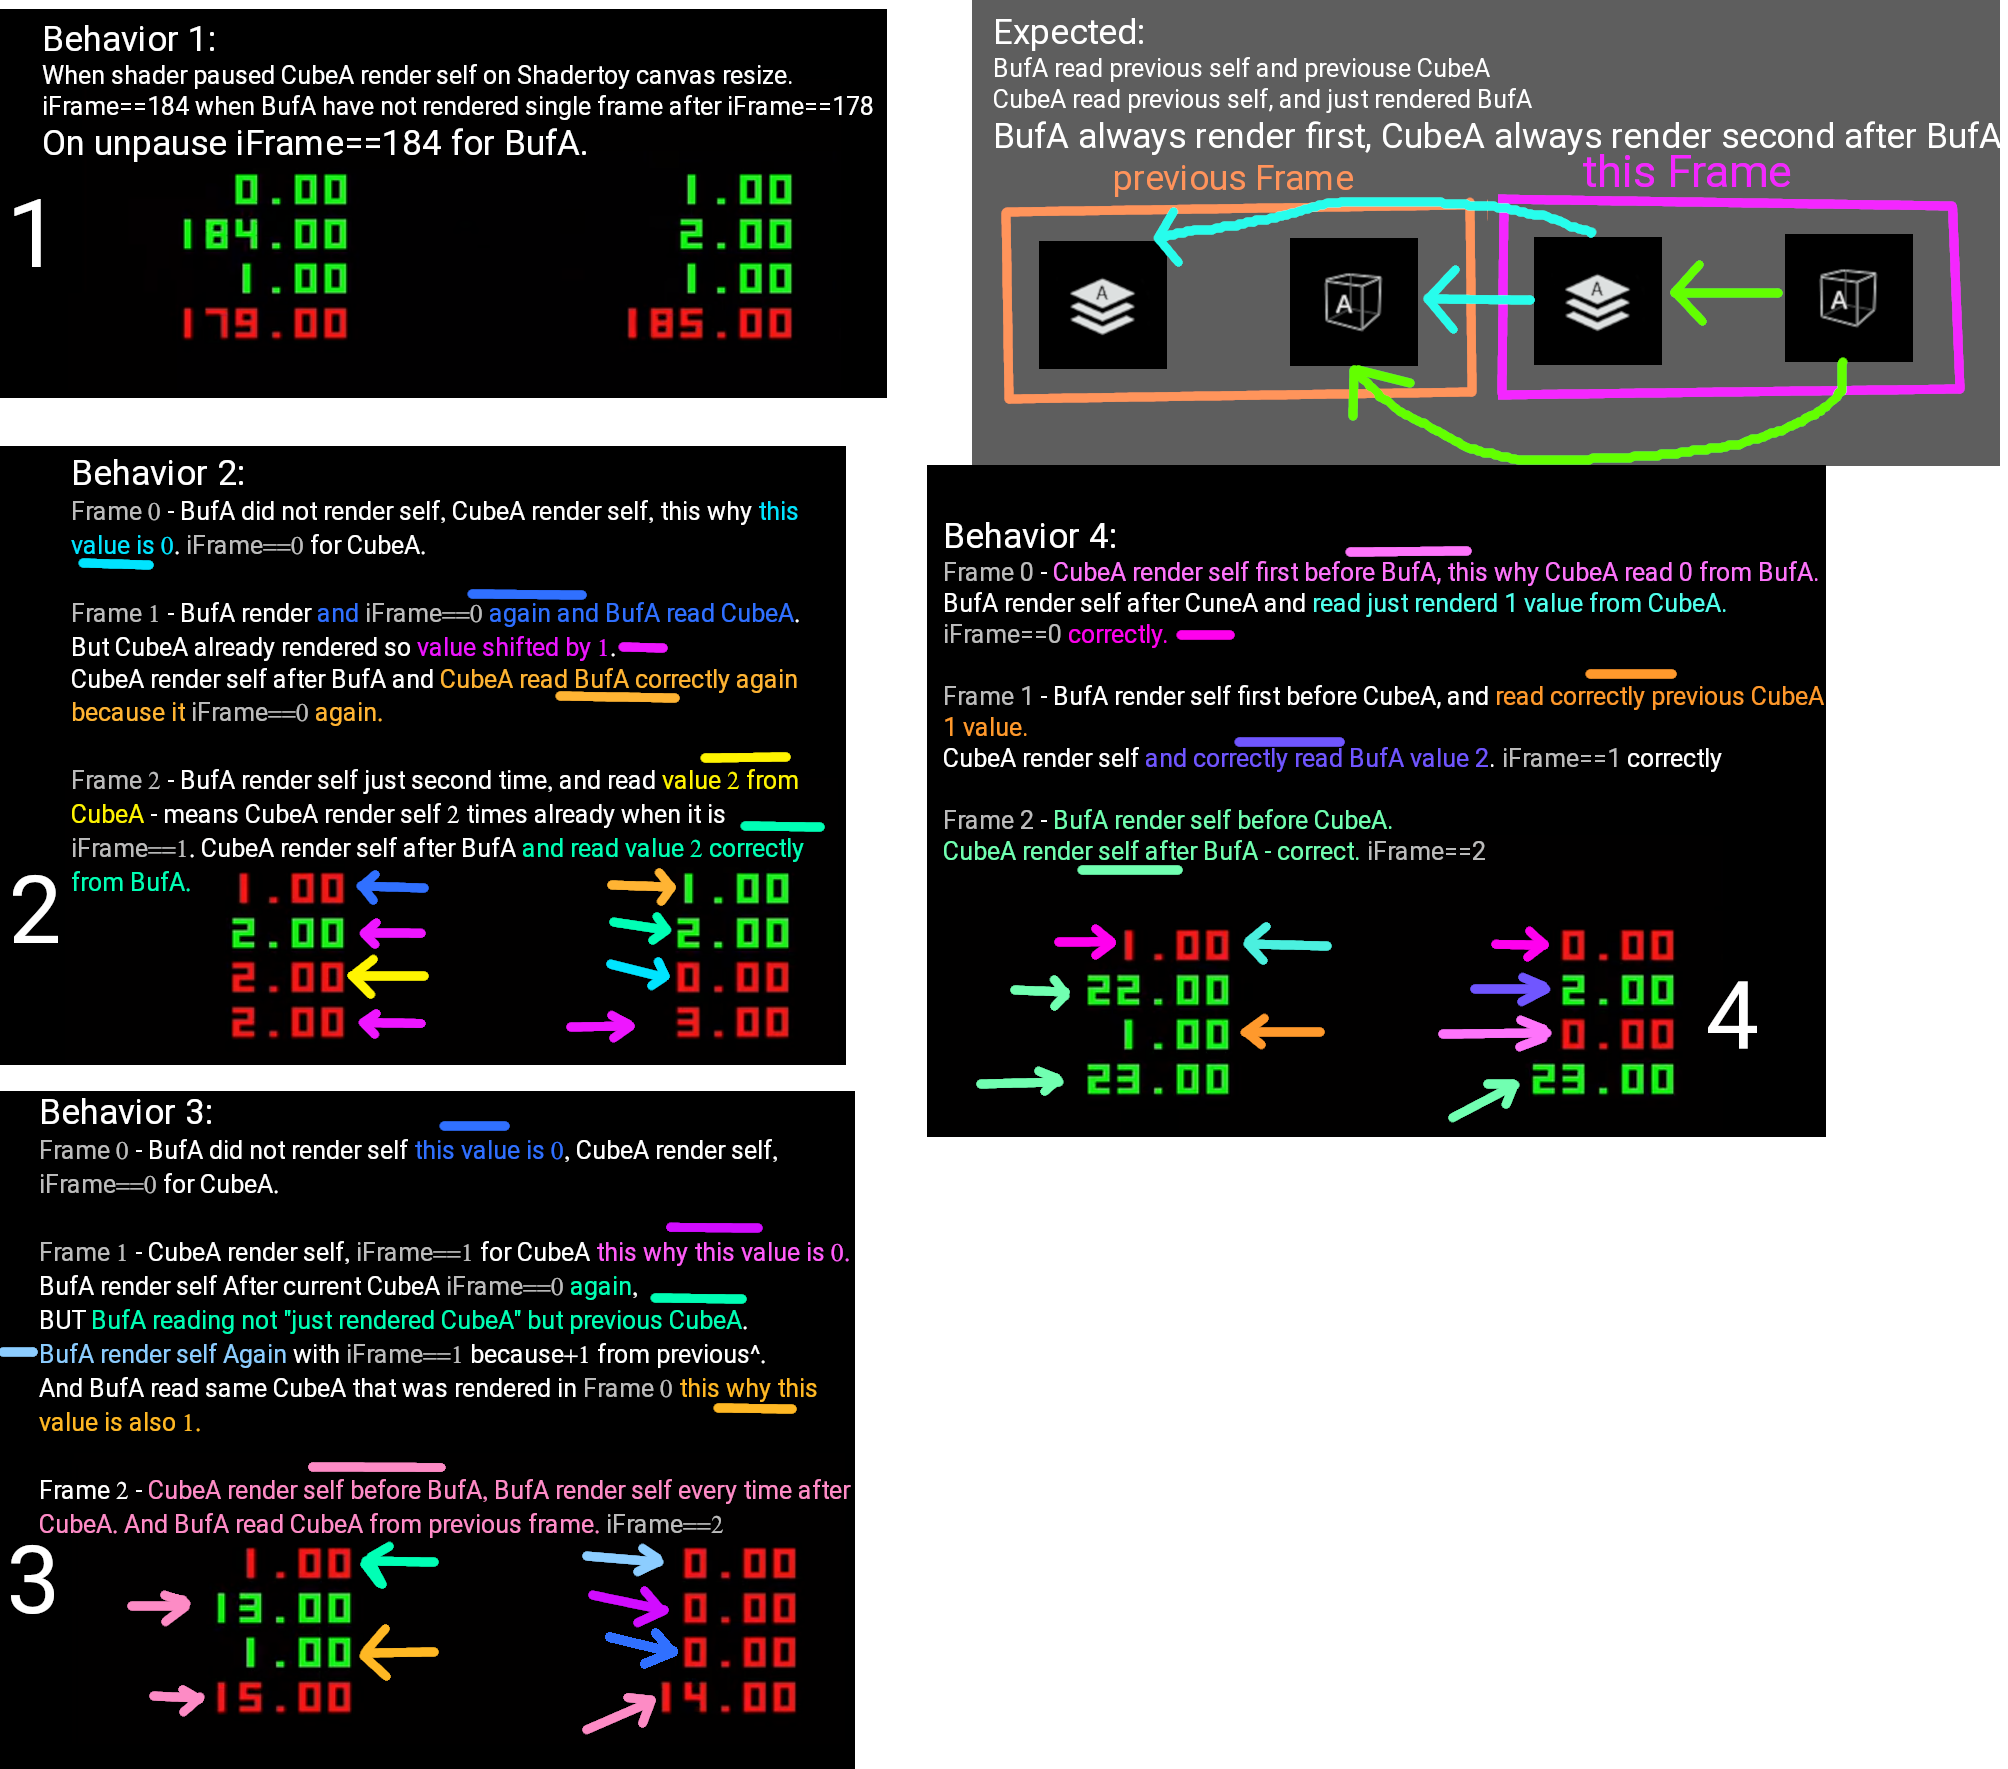 Behavior 1:
When shader paused CubeA render self on Shadertoy canvas resize.
iFrame==184 when BufA have not rendered single frame after iFrame==178
On unpause iFrame==184 for BufA.
1
0.00 1.00
184.00 2.00
1.00 1.00
179.00 185.00
Expected:
BufA read previous self and previouse CubeA
CubeA read previous self, and just rendered BufA
BufA always render first, CubeA always render second after BufA
previous Frame this Frame
A A A A
Behavior 2:
Frame 0 - BufA did not render self, CubeA render self, this why this
value is 0. iFrame==0 for CubeA.
Frame 1 - BufA render and iFrame==0 again and BufA read CubeA.
But CubeA already rendered so value shifted by 1.
CubeA render self after BufA and CubeA read BufA correctly again
because it iFrame==0 again.
Frame 2 - BufA render self just second time, and read value 2 from
CubeA - means CubeA render self 2 times already when it is
iFrame==1. CubeA render self after BufA and read value 2 correctly
from BufA.
2
1.00 1.00
2.00 2.00
2.00 0.00
2.00 3.00
Behavior 4:
Frame 0 - CubeA render self first before BufA, this why CubeA read 0 from BufA.
BufA render self after CuneA and read just renderd 1 value from CubeA.
iFrame==0 correctly.
Frame 1 - BufA render self first before CubeA, and read correctly previous CubeA
1 value.
CubeA render self and correctly read BufA value 2. iFrame==1 correctly
Frame 2 - BufA render self before CubeA.
CubeA render self after BufA - correct. iFrame==2
1.00 0.00
22.00 2.00
1.00 0.00
23.00 23.00
4
Behavior 3:
Frame 0 - BufA did not render self this value is 0, CubeA render self,
iFrame==0 for CubeA.
Frame 1 - CubeA render self, iFrame==1 for CubeA this why this value is 0.
BufA render self After current CubeA iFrame==0 again,
BUT BufA reading not "just rendered CubeA" but previous CubeA.
BufA render self Again with iFrame==1 because+1 from previous^.
And BufA read same CubeA that was rendered in Frame 0 this why this
value is also 1.
Frame 2 - CubeA render self before BufA, BufA render self every time after
CubeA. And BufA read CubeA from previous frame. iFrame==2
3
1.00 0.00
13.00 0.00
1.00 0.00
15.00 14.00